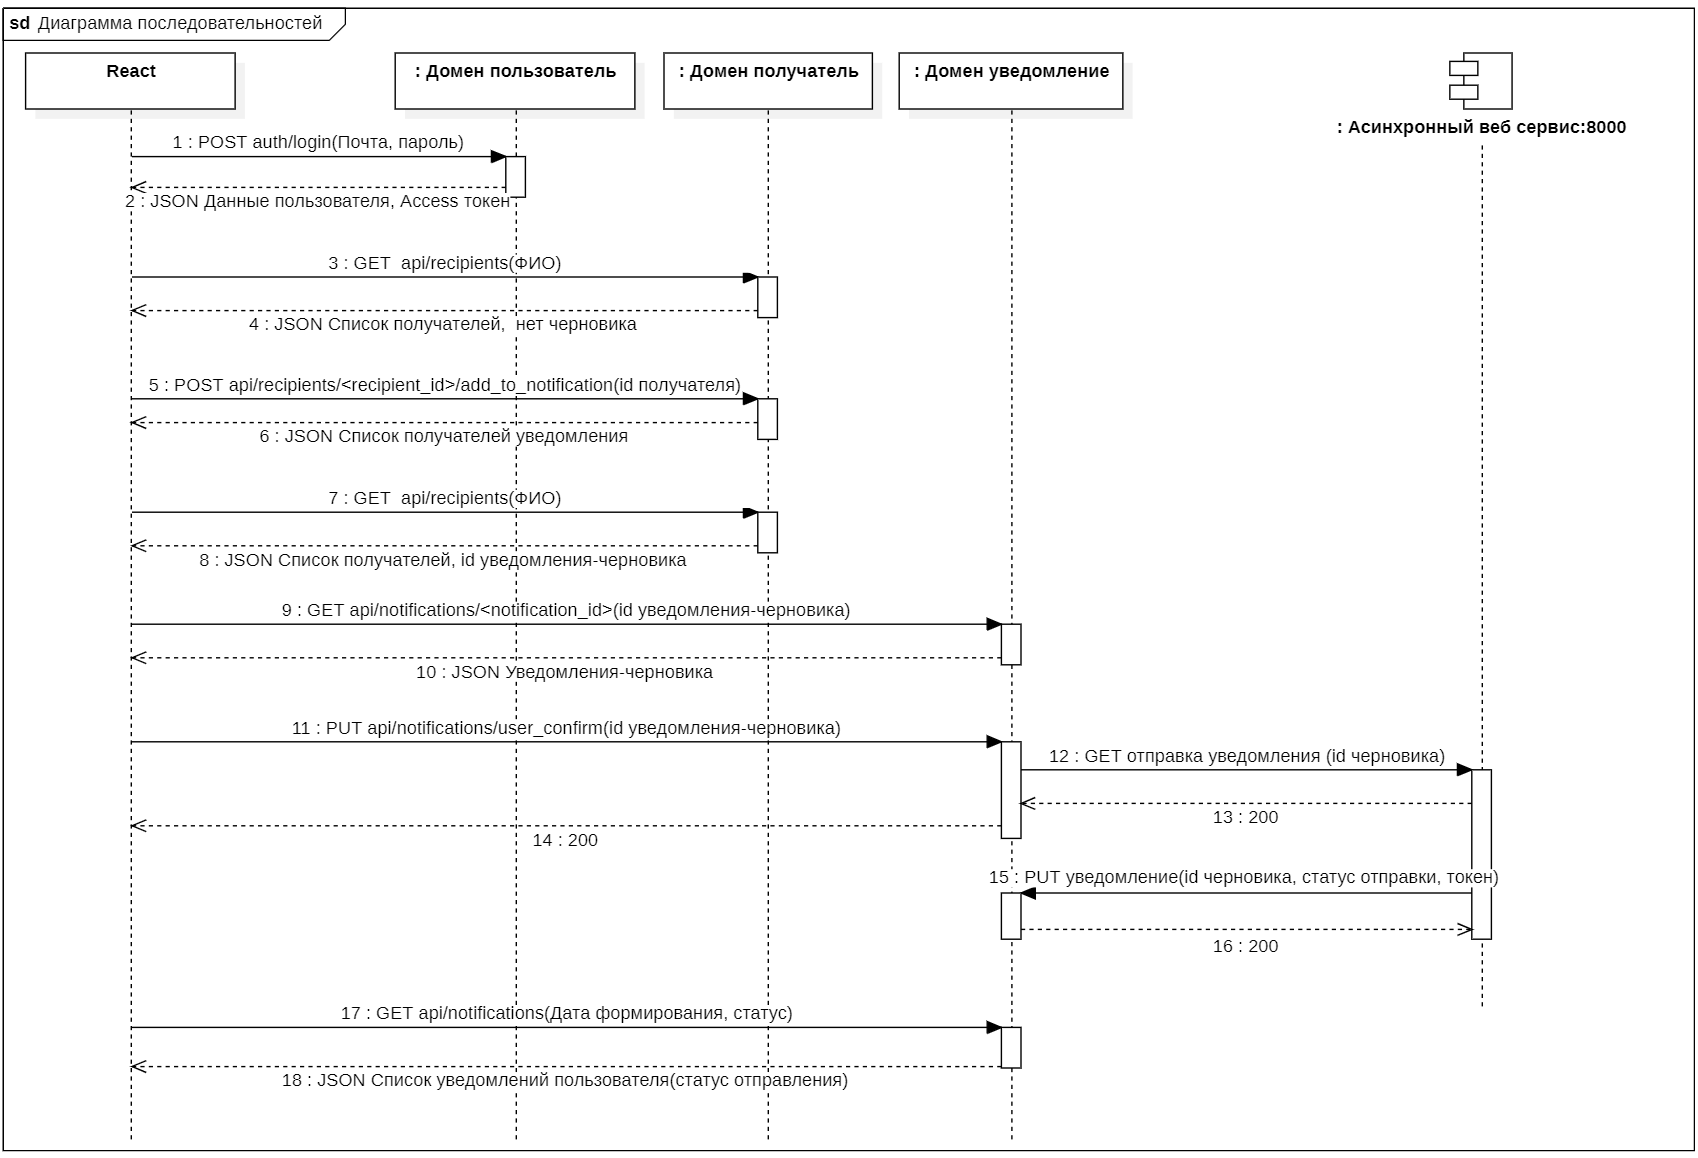 sd Диаграмма последовательностей
React
: Домен пользователь
: Домен получатель
: Домен уведомление
: Асинхронный веб сервис:8000
1 : POST auth/login(Почта, пароль)
2 : JSON Данные пользователя, Access токен
3 : GET  api/recipients(ФИО)
4 : JSON Список получателей,  нет черновика
5 : POST api/recipients/<recipient_id>/add_to_notification(id получателя)
6 : JSON Список получателей уведомления
7 : GET  api/recipients(ФИО)
8 : JSON Список получателей, id уведомления-черновика
9 : GET api/notifications/<notification_id>(id уведомления-черновика)
10 : JSON Уведомления-черновика
11 : PUT api/notifications/user_confirm(id уведомления-черновика)
12 : GET отправка уведомления (id черновика)
13 : 200
14 : 200
15 : PUT уведомление(id черновика, статус отправки, токен)
16 : 200
17 : GET api/notifications(Дата формирования, статус)
18 : JSON Список уведомлений пользователя(статус отправления)